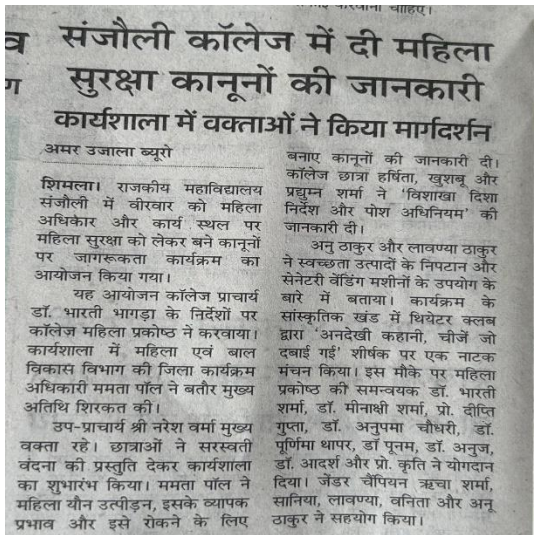 संजौली कॉलेज में दी महिला
सुरक्षा कानूनों की जानकारी
कार्यशाला में वक्ताओं ने किया मार्गदर्शन
अमर उजाला ब्यूरो
शिमला। राजकीय महाविद्यालय
संजौली में वीरवार को महिला
अधिकार और कार्य स्थल पर
महिला सुरक्षा को लेकर बने कानूनों
पर जागरूकता कार्यक्रम का
आयोजन किया गया।
यह आयोजन कॉलेज प्राचार्य
डॉ. भारती भागड़ा के निर्देशों पर
कॉलेज महिला प्रकोष्ठ ने करवाया।
कार्यशाला में महिला एवं बाल
विकास विभाग की जिला कार्यक्रम
अधिकारी ममता पॉल ने बतौर मुख्य
अतिथि शिरकत की।
उप-प्राचार्य श्री नरेश वर्मा मुख्य
वक्ता रहे। छात्राओं ने सरस्वती
वंदना की प्रस्तुति देकर कार्यशाला
का शुभारंभ किया। ममता पॉल ने
महिला यौन उत्पीड़न, इसके व्यापक
प्रभाव और इसे रोकने के लिए
बनाए कानूनों की जानकारी दी।
कॉलेज छात्रा हर्षिता, खुशबू और
प्रद्युम्न शर्मा ने 'विशाखा दिशा
निर्देश और पोश अधिनियम' की
जानकारी दी।
अनु ठाकुर और लावण्या ठाकुर
ने स्वच्छता उत्पादों के निपटान और
सेनेटरी वेंडिंग मशीनों के उपयोग के
बारे में बताया। कार्यक्रम के
सांस्कृतिक खंड में थियेटर क्लब
द्वारा 'अनदेखी कहानी, चीजें जो
दबाई गईं' शीर्षक पर एक नाटक
मंचन किया। इस मौके पर महिला
प्रकोष्ठ की समन्वयक डॉ. भारती
शर्मा, डॉ. मीनाक्षी शर्मा, प्रो. दीप्ति
गुप्ता, डॉ. अनुपमा चौधरी, डॉ.
पूर्णिमा थापर, डॉ पूनम, डॉ. अनुज,
डॉ. आदर्श और प्रो. कृति ने योगदान
दिया। जेंडर चैंपियन ऋचा शर्मा,
सानिया, लावण्या, वनिता और अनू
ठाकुर ने सहयोग किया।